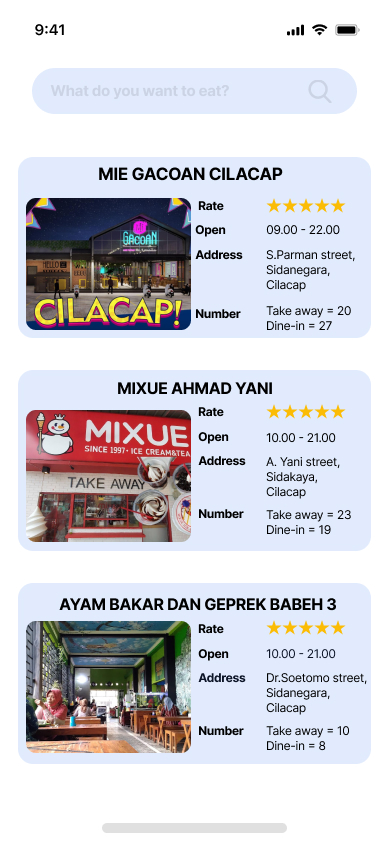 9:41
What do you want to eat?
MIE GACOAN CILACAP
GACOAN
CILACAP!
Rate
Open 09.00 - 22.00
Address S.Parman street,
Sidanegara,
Cilacap
Number Take away = 20
Dine-in = 27
MIXUE AHMAD YANI
MIXUE
SINCE 1997 • ICE CREAM&TEA
TAKE AWAY
Rate
Open 10.00 - 21.00
Address A. Yani street,
Sidakaya,
Cilacap
Number Take away = 23
Dine-in = 19
AYAM BAKAR DAN GEPREK BABEH 3
Rate
Open 10.00 - 21.00
Address Dr.Soetomo street,
Sidanegara,
Cilacap
Number Take away = 10
Dine-in = 8